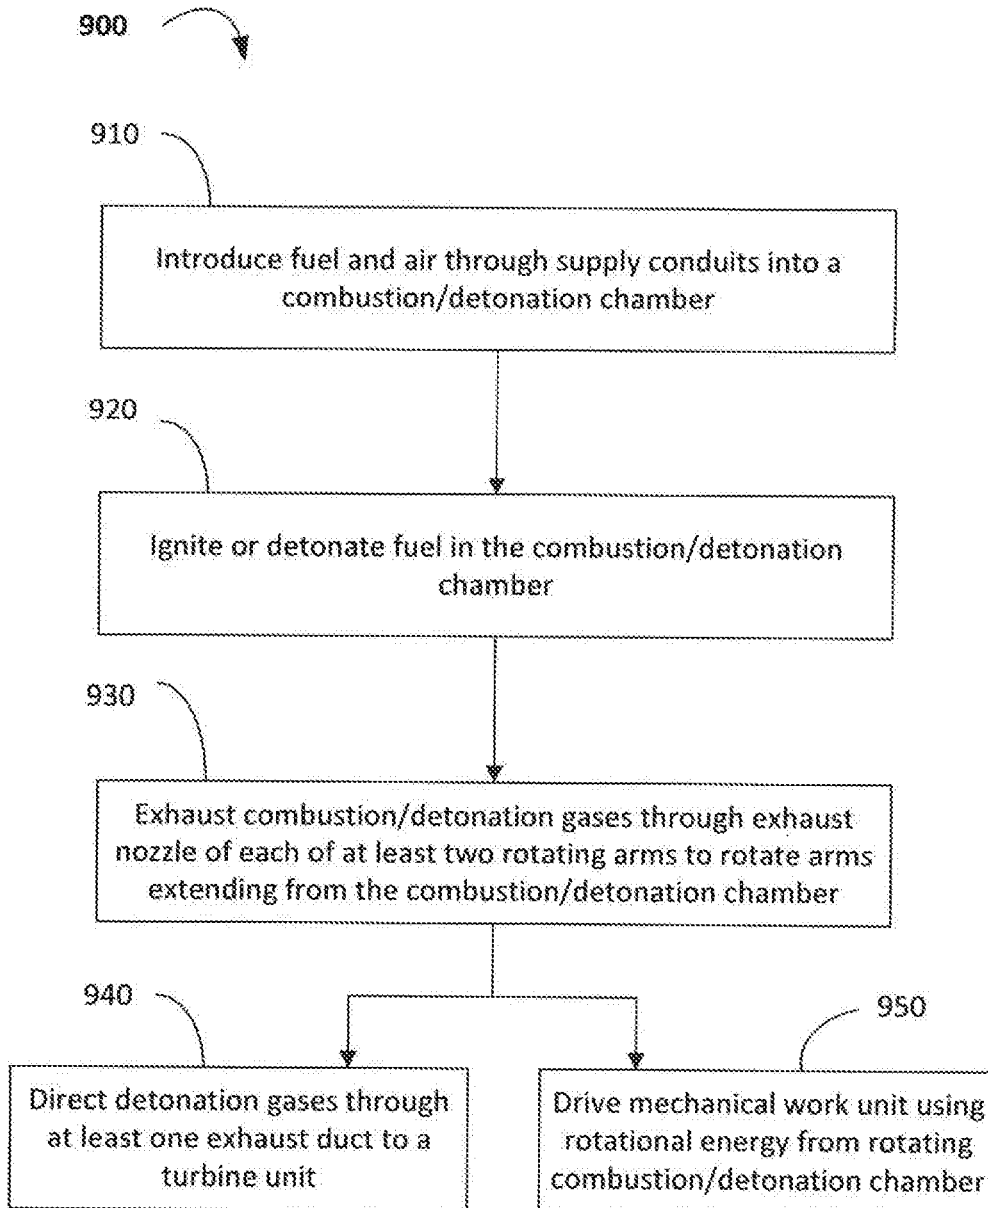 900
910
Introduce fuel and air through supply conduits into a
combustion/detonation chamber
920
Ignite or detonate fuel in the combustion/detonation
chamber
930
Exhaust combustion/detonation gases through exhaust
nozzle of each of at least two rotating arms to rotate arms
extending from the combustion/detonation chamber
940
Direct detonation gases through
at least one exhaust duct to a
turbine unit
950
Drive mechanical work unit using
rotational energy from rotating
combustion/detonation chamber